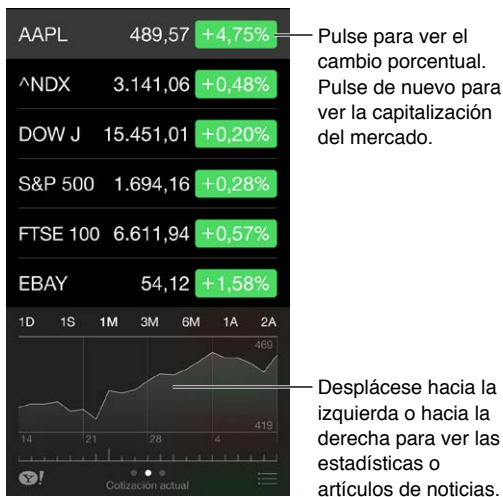 AAPL 489,57 +4,75%
^NDX 3.141,06 +0,48%
DOW J 15.451,01 +0,20%
S&P 500 1.694,16 +0,28%
FTSE 100 6.611,94 +0,57%
EBAY 54,12 +1,58%
1D 1S 1M 3M 6M 1A 2A
469
419
14 21 28 4
Y!
Cotización actual
Pulse para ver el
cambio porcentual.
Pulse de nuevo para
ver la capitalización
del mercado.
Desplácese hacia la
izquierda o hacia la
derecha para ver las
estadísticas o
artículos de noticias.